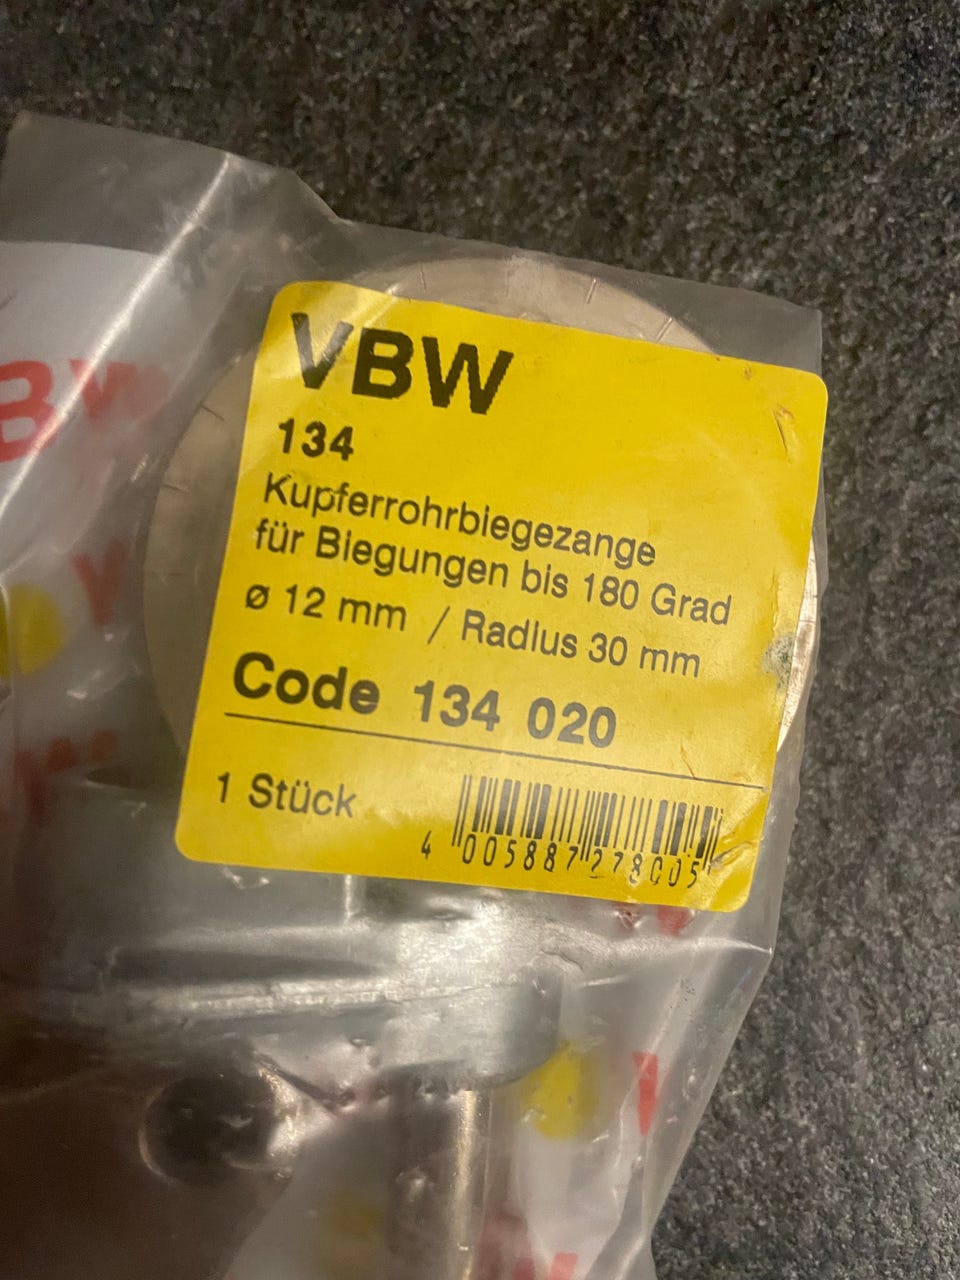 VBW
134
Kupferrohrbiegezange
für Biegungen bis 180 Grad
ø 12 mm / Radius 30 mm
Code 134 020
1 Stück
4 005887 278005
BW
V